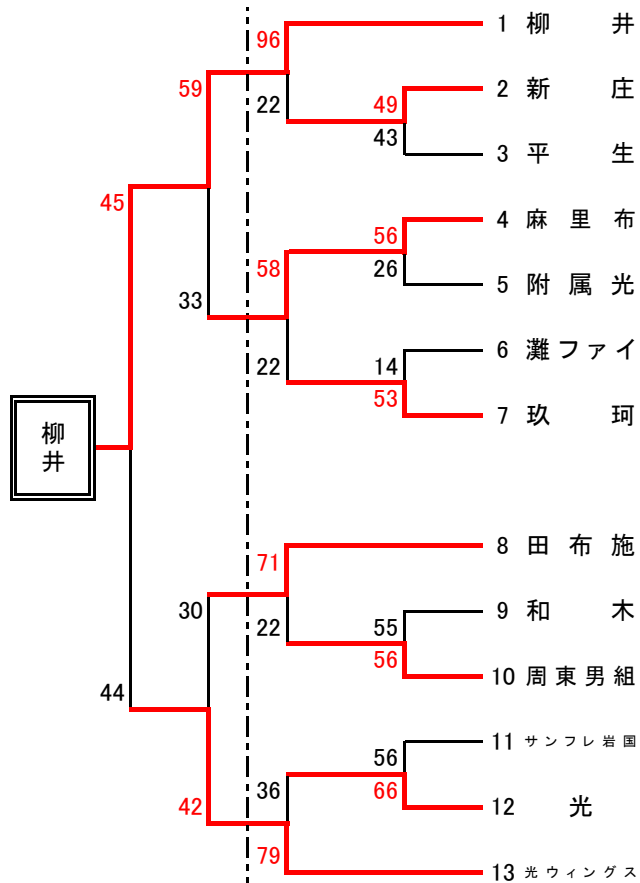 96
1 柳井
59
22
49
2 新庄
43
3 平生
45
56
4 麻里布
58
26
5 附属光
33
22
14
6 灘ファイ
53
7 玖珂
柳井
71
8 田布施
30
22
55
9 和木
56
10 周東男組
44
56
11 サンフレ岩国
42
36
66
12 光
79
13 光ウィングス